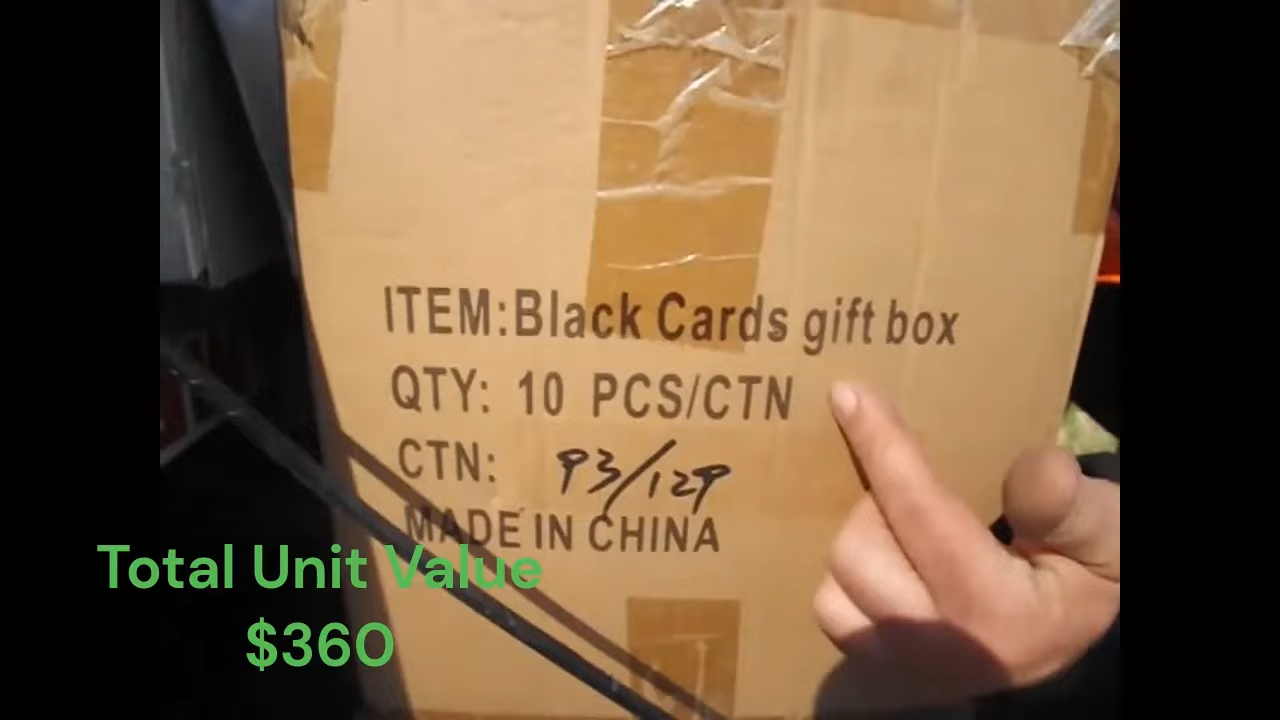 ITEM:Black Cards gift box
QTY: 10 PCS/CTN
CTN: 93/129
MADE IN CHINA
Total Unit Value
$360